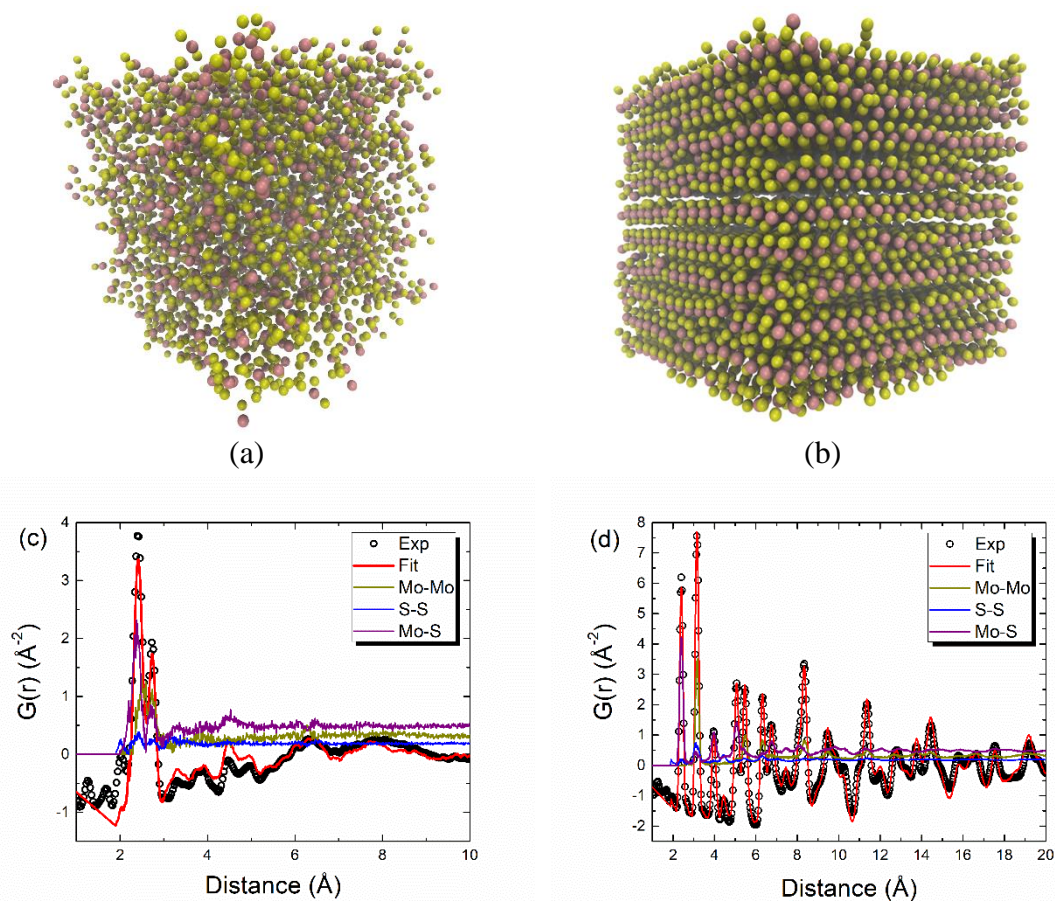 (a)
(b)
(c)
Exp
Fit
Mo-Mo
S-S
Mo-S
G(r) (Å⁻²)
4
3
2
1
0
-1
2
4
6
8
10
Distance (Å)
(d)
Exp
Fit
Mo-Mo
S-S
Mo-S
G(r) (Å⁻²)
8
7
6
5
4
3
2
1
0
-1
-2
2
4
6
8
10
12
14
16
18
20
Distance (Å)